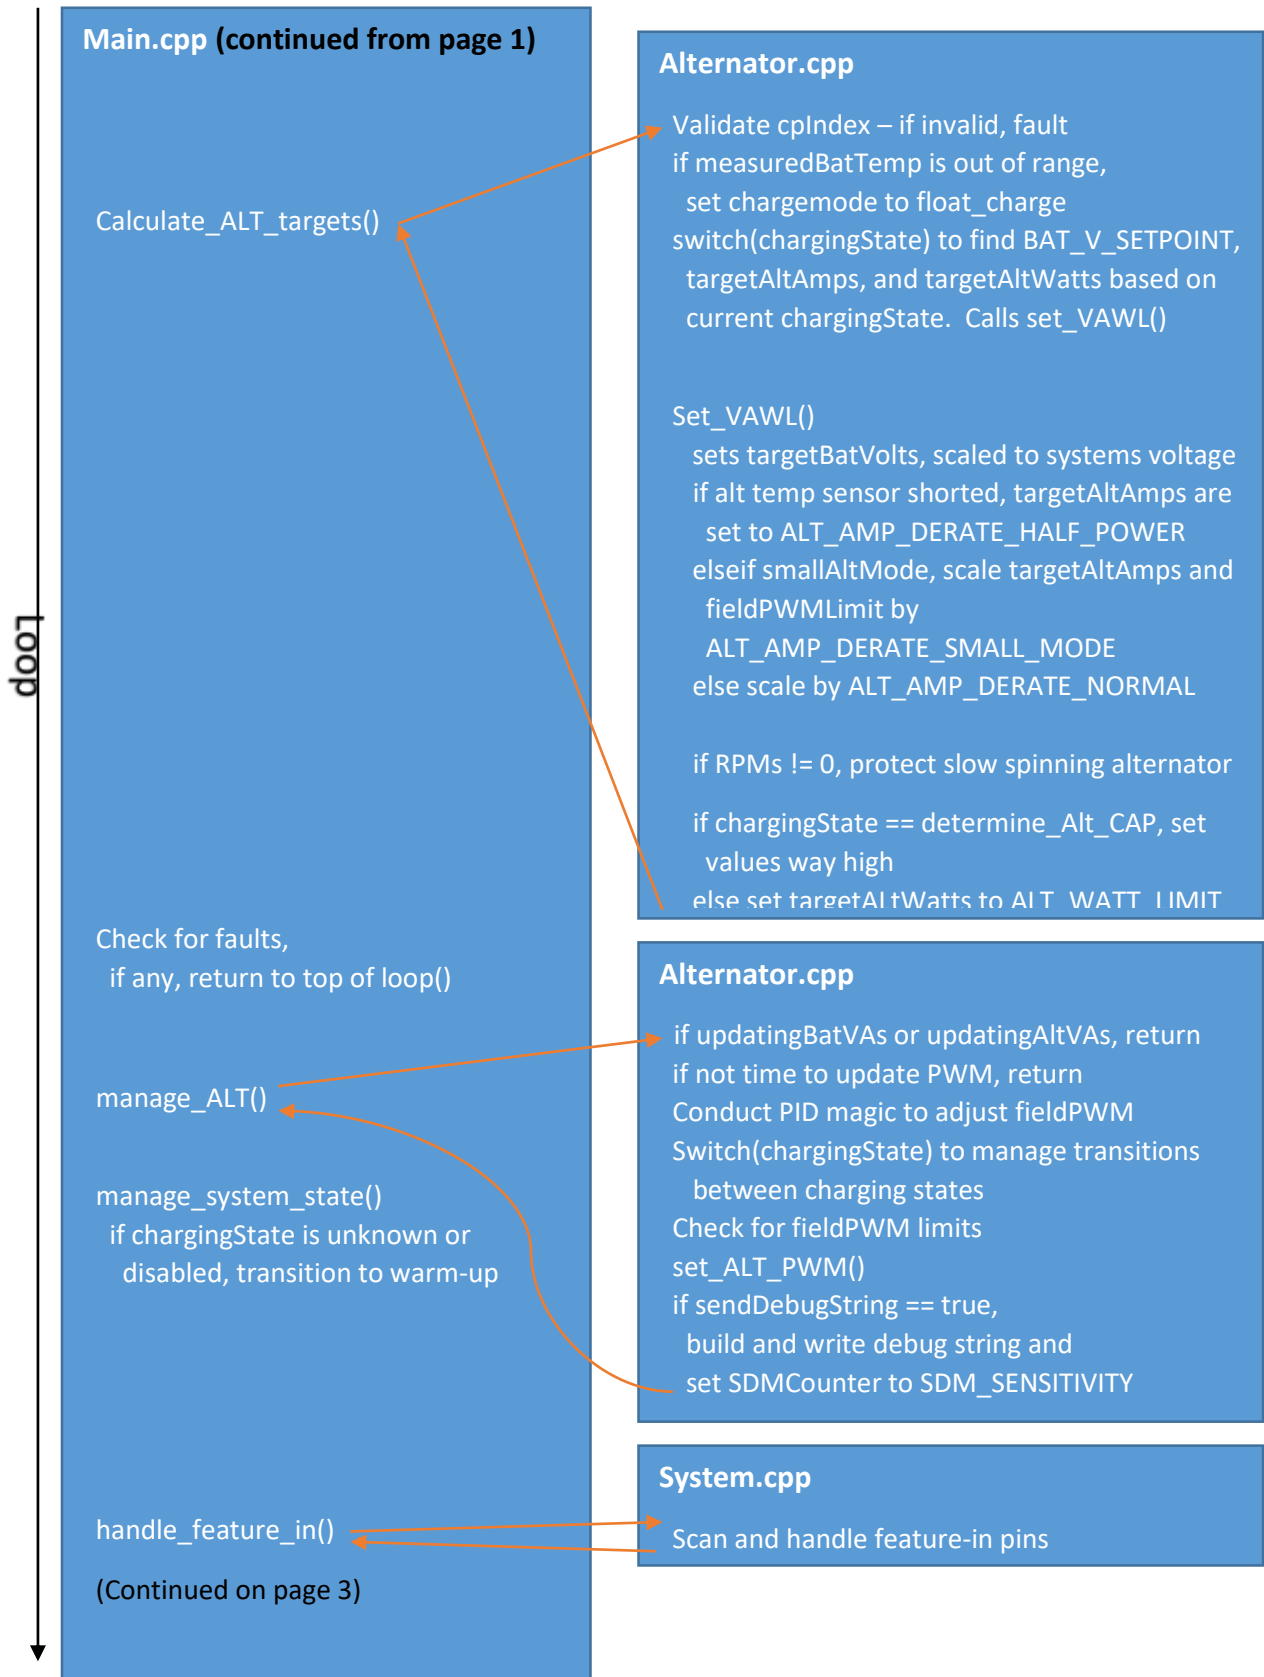 Loop
Main.cpp (continued from page 1)
Calculate_ALT_targets()
Check for faults,
if any, return to top of loop()
manage_ALT()
manage_system_state()
if chargingState is unknown or
disabled, transition to warm-up
handle_feature_in()
(Continued on page 3)
Alternator.cpp
Validate cpIndex – if invalid, fault
if measuredBatTemp is out of range,
set chargemode to float_charge
switch(chargingState) to find BAT_V_SETPOINT,
targetAltAmps, and targetAltWatts based on
current chargingState.  Calls set_VAWL()
Set_VAWL()
sets targetBatVolts, scaled to systems voltage
if alt temp sensor shorted, targetAltAmps are
set to ALT_AMP_DERATE_HALF_POWER
elseif smallAltMode, scale targetAltAmps and
fieldPWMLimit by
ALT_AMP_DERATE_SMALL_MODE
else scale by ALT_AMP_DERATE_NORMAL
if RPMs != 0, protect slow spinning alternator
if chargingState == determine_Alt_CAP, set
values way high
else set targetALtWatts to ALT_WATT_LIMIT
Alternator.cpp
if updatingBatVAs or updatingAltVAs, return
if not time to update PWM, return
Conduct PID magic to adjust fieldPWM
Switch(chargingState) to manage transitions
between charging states
Check for fieldPWM limits
set_ALT_PWM()
if sendDebugString == true,
build and write debug string and
set SDMCounter to SDM_SENSITIVITY
System.cpp
Scan and handle feature-in pins